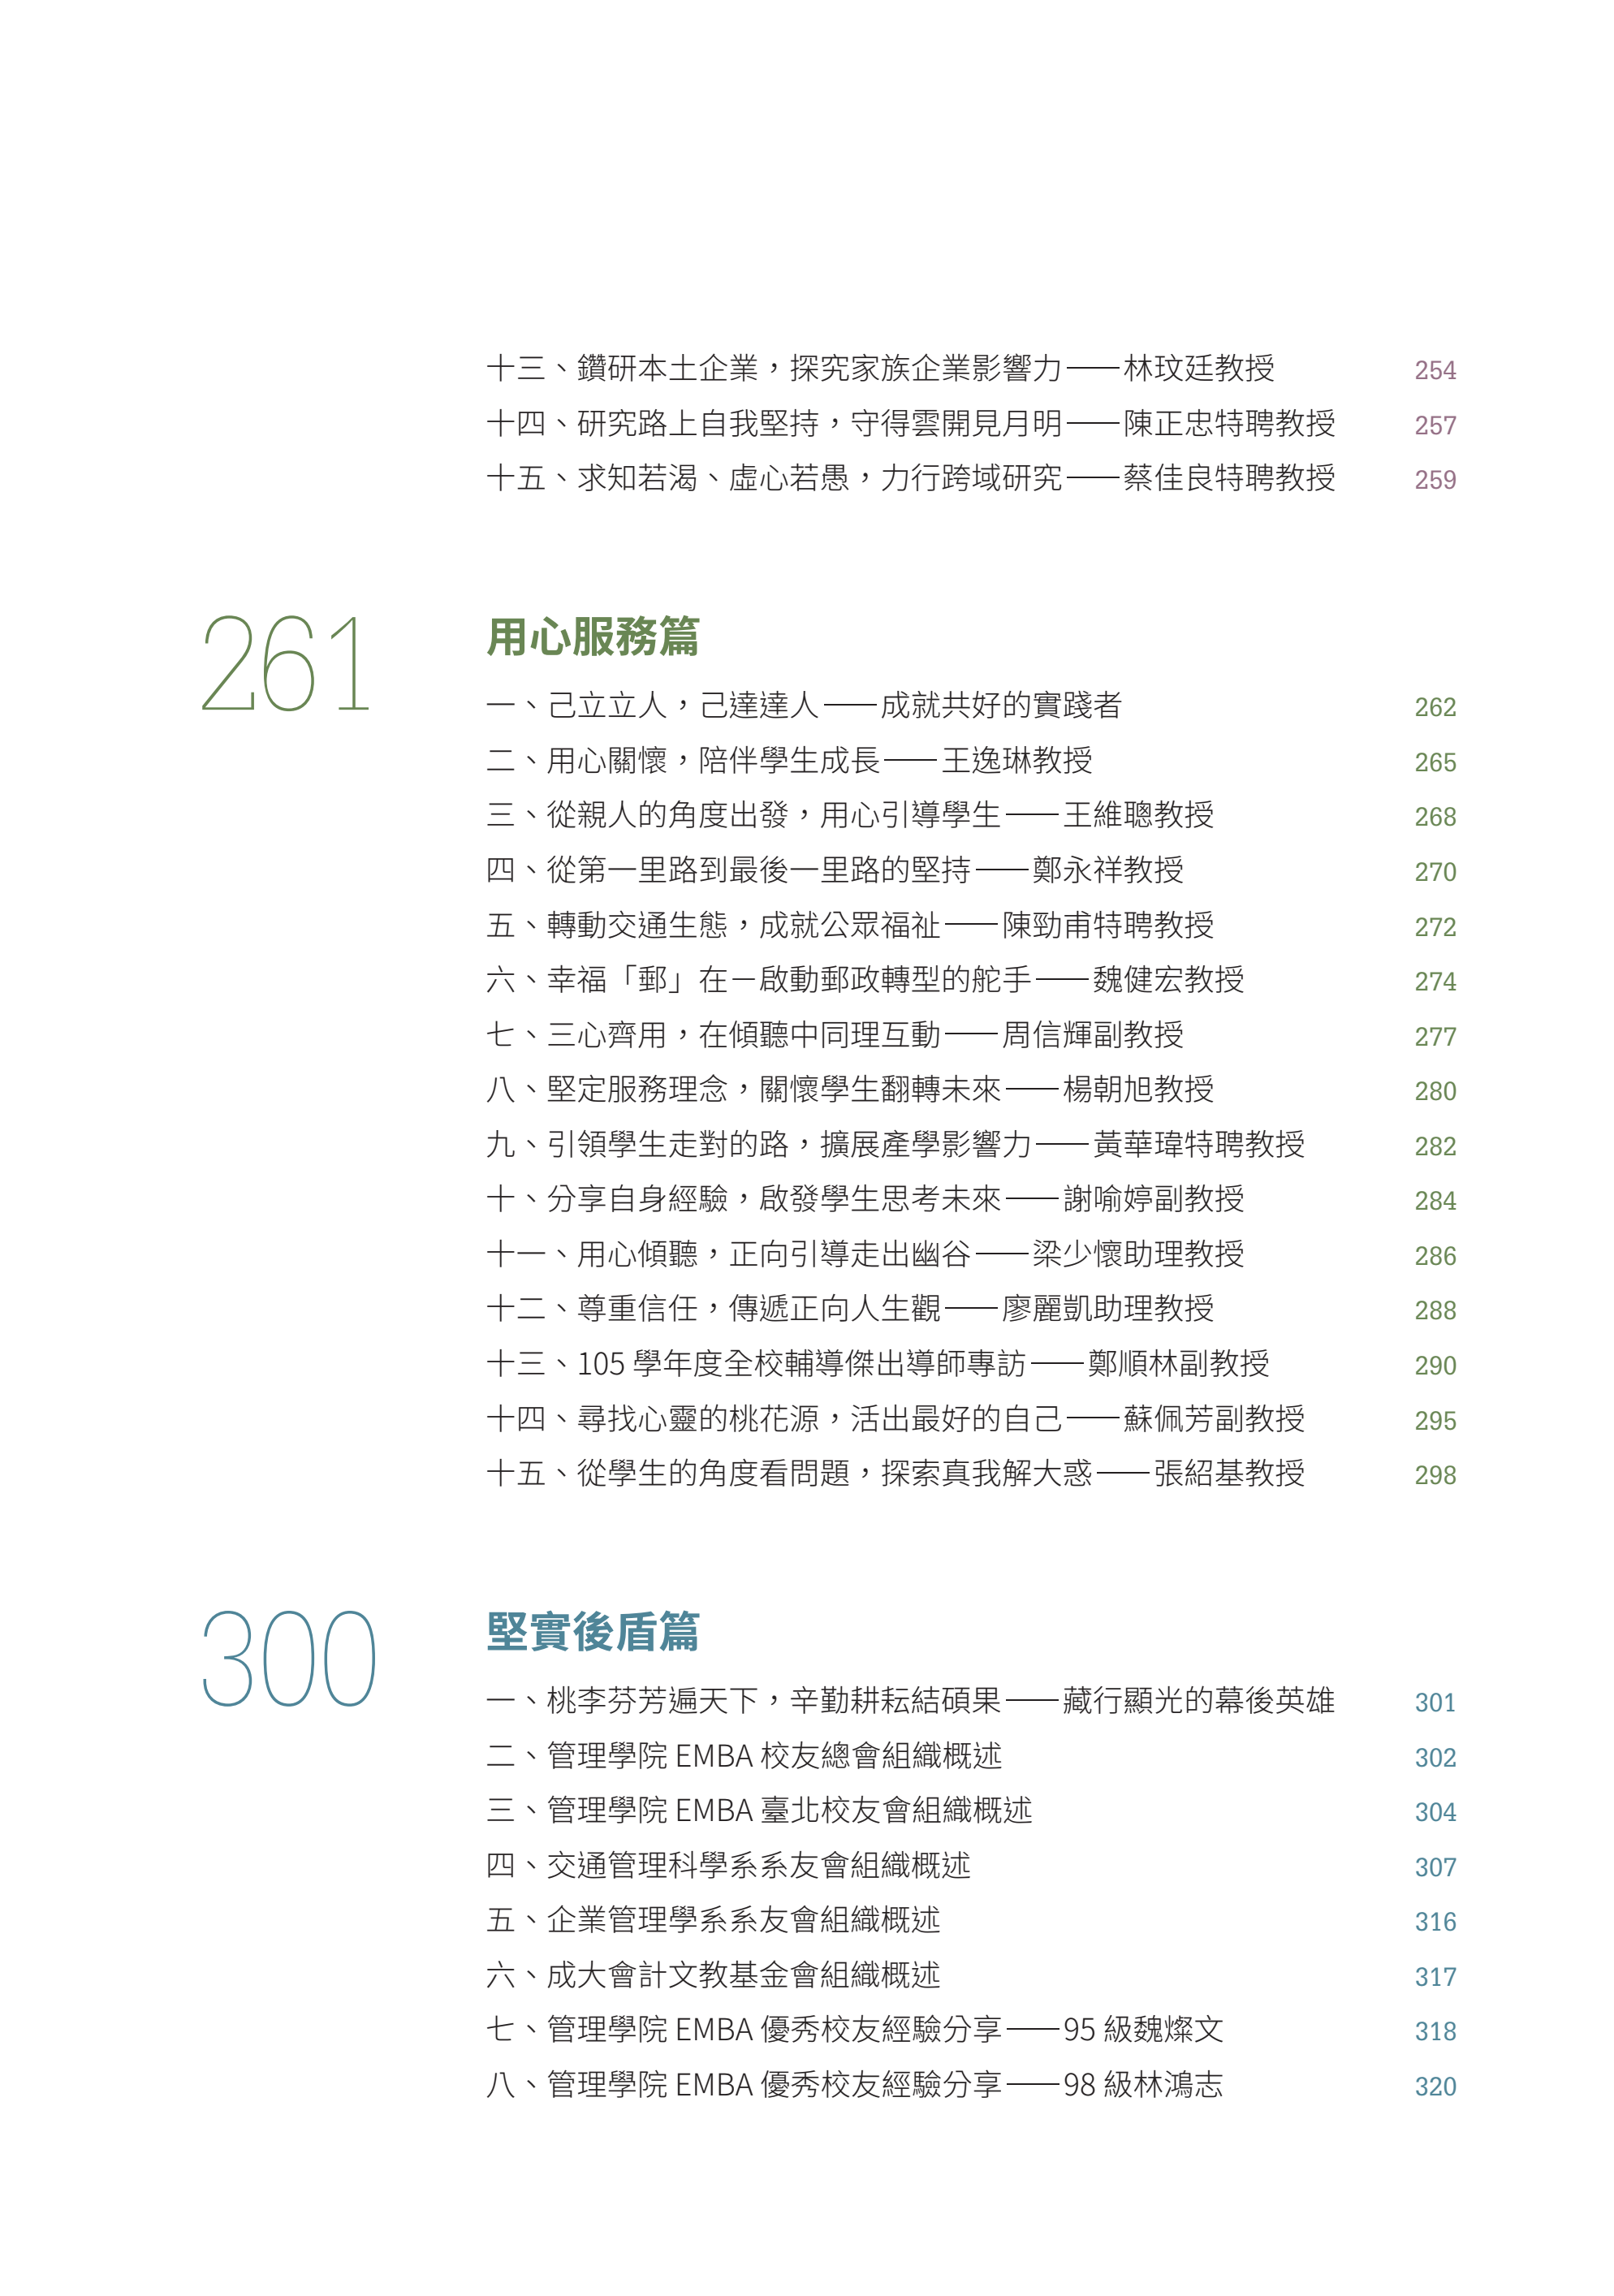 十三、鑽研本土企業，探究家族企業影響力——林玟廷教授 254
十四、研究路上自我堅持，守得雲開見月明——陳正忠特聘教授 257
十五、求知若渴、虛心若愚，力行跨域研究——蔡佳良特聘教授 259
261 用心服務篇
一、己立立人，己達達人——成就共好的實踐者 262
二、用心關懷，陪伴學生成長——王逸琳教授 265
三、從親人的角度出發，用心引導學生——王維聰教授 268
四、從第一里路到最後一里路的堅持——鄭永祥教授 270
五、轉動交通生態，成就公眾福祉——陳勁甫特聘教授 272
六、幸福「郵」在－啟動郵政轉型的舵手——魏健宏教授 274
七、三心齊用，在傾聽中同理互動——周信輝副教授 277
八、堅定服務理念，關懷學生翻轉未來——楊朝旭教授 280
九、引領學生走對的路，擴展產學影響力——黃華瑋特聘教授 282
十、分享自身經驗，啟發學生思考未來——謝喻婷副教授 284
十一、用心傾聽，正向引導走出幽谷——梁少懷助理教授 286
十二、尊重信任，傳遞正向人生觀——廖麗凱助理教授 288
十三、105 學年度全校輔導傑出導師專訪——鄭順林副教授 290
十四、尋找心靈的桃花源，活出最好的自己——蘇佩芳副教授 295
十五、從學生的角度看問題，探索真我解大惑——張紹基教授 298
300 堅實後盾篇
一、桃李芬芳遍天下，辛勤耕耘結碩果——藏行顯光的幕後英雄 301
二、管理學院 EMBA 校友總會組織概述 302
三、管理學院 EMBA 臺北校友會組織概述 304
四、交通管理科學系系友會組織概述 307
五、企業管理學系系友會組織概述 316
六、成大會計文教基金會組織概述 317
七、管理學院 EMBA 優秀校友經驗分享——95 級魏燦文 318
八、管理學院 EMBA 優秀校友經驗分享——98 級林鴻志 320